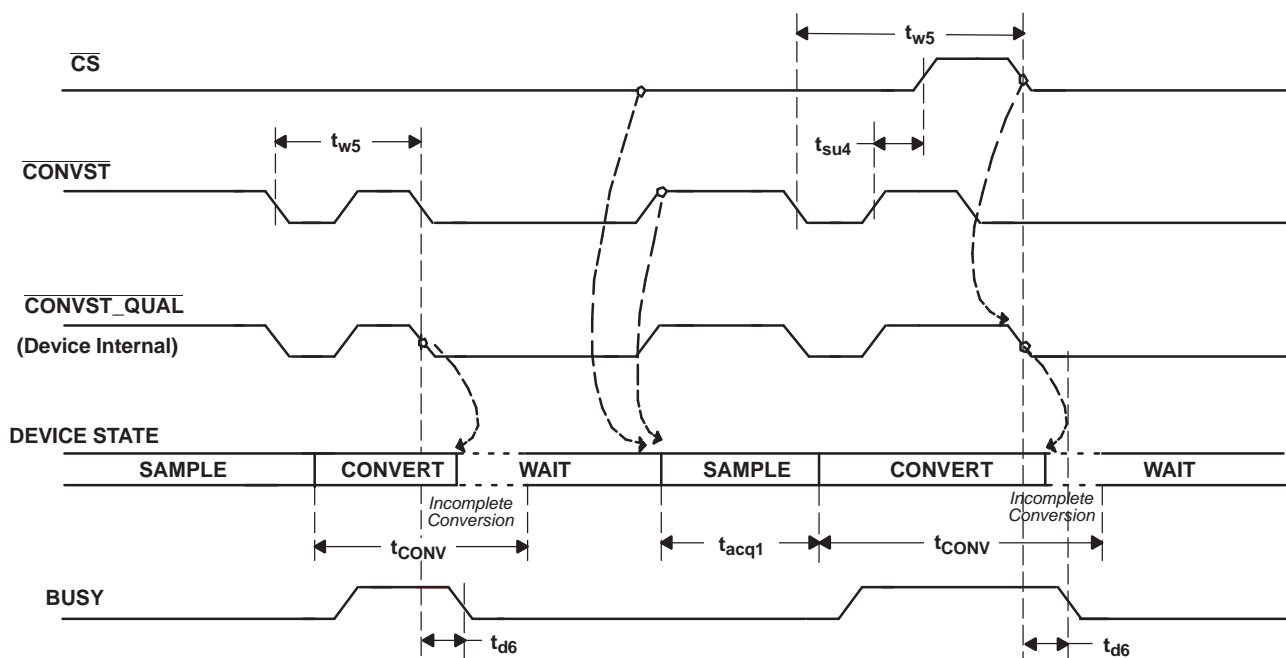 tw5
CS
tw5
tsu4
CONVST
CONVST_QUAL
(Device Internal)
DEVICE STATE
SAMPLE CONVERT WAIT SAMPLE CONVERT WAIT
Incomplete
Conversion
Incomplete
Conversion
tCONV tacq1 tCONV
BUSY
td6 td6